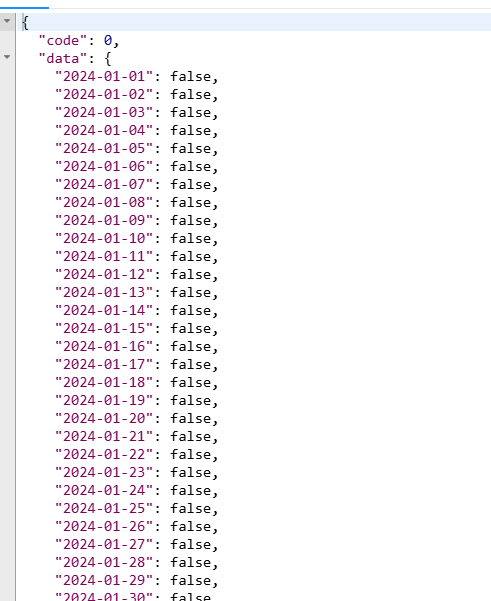 {
"code": 0,
"data": {
"2024-01-01": false,
"2024-01-02": false,
"2024-01-03": false,
"2024-01-04": false,
"2024-01-05": false,
"2024-01-06": false,
"2024-01-07": false,
"2024-01-08": false,
"2024-01-09": false,
"2024-01-10": false,
"2024-01-11": false,
"2024-01-12": false,
"2024-01-13": false,
"2024-01-14": false,
"2024-01-15": false,
"2024-01-16": false,
"2024-01-17": false,
"2024-01-18": false,
"2024-01-19": false,
"2024-01-20": false,
"2024-01-21": false,
"2024-01-22": false,
"2024-01-23": false,
"2024-01-24": false,
"2024-01-25": false,
"2024-01-26": false,
"2024-01-27": false,
"2024-01-28": false,
"2024-01-29": false,
"2024-01-30": false,